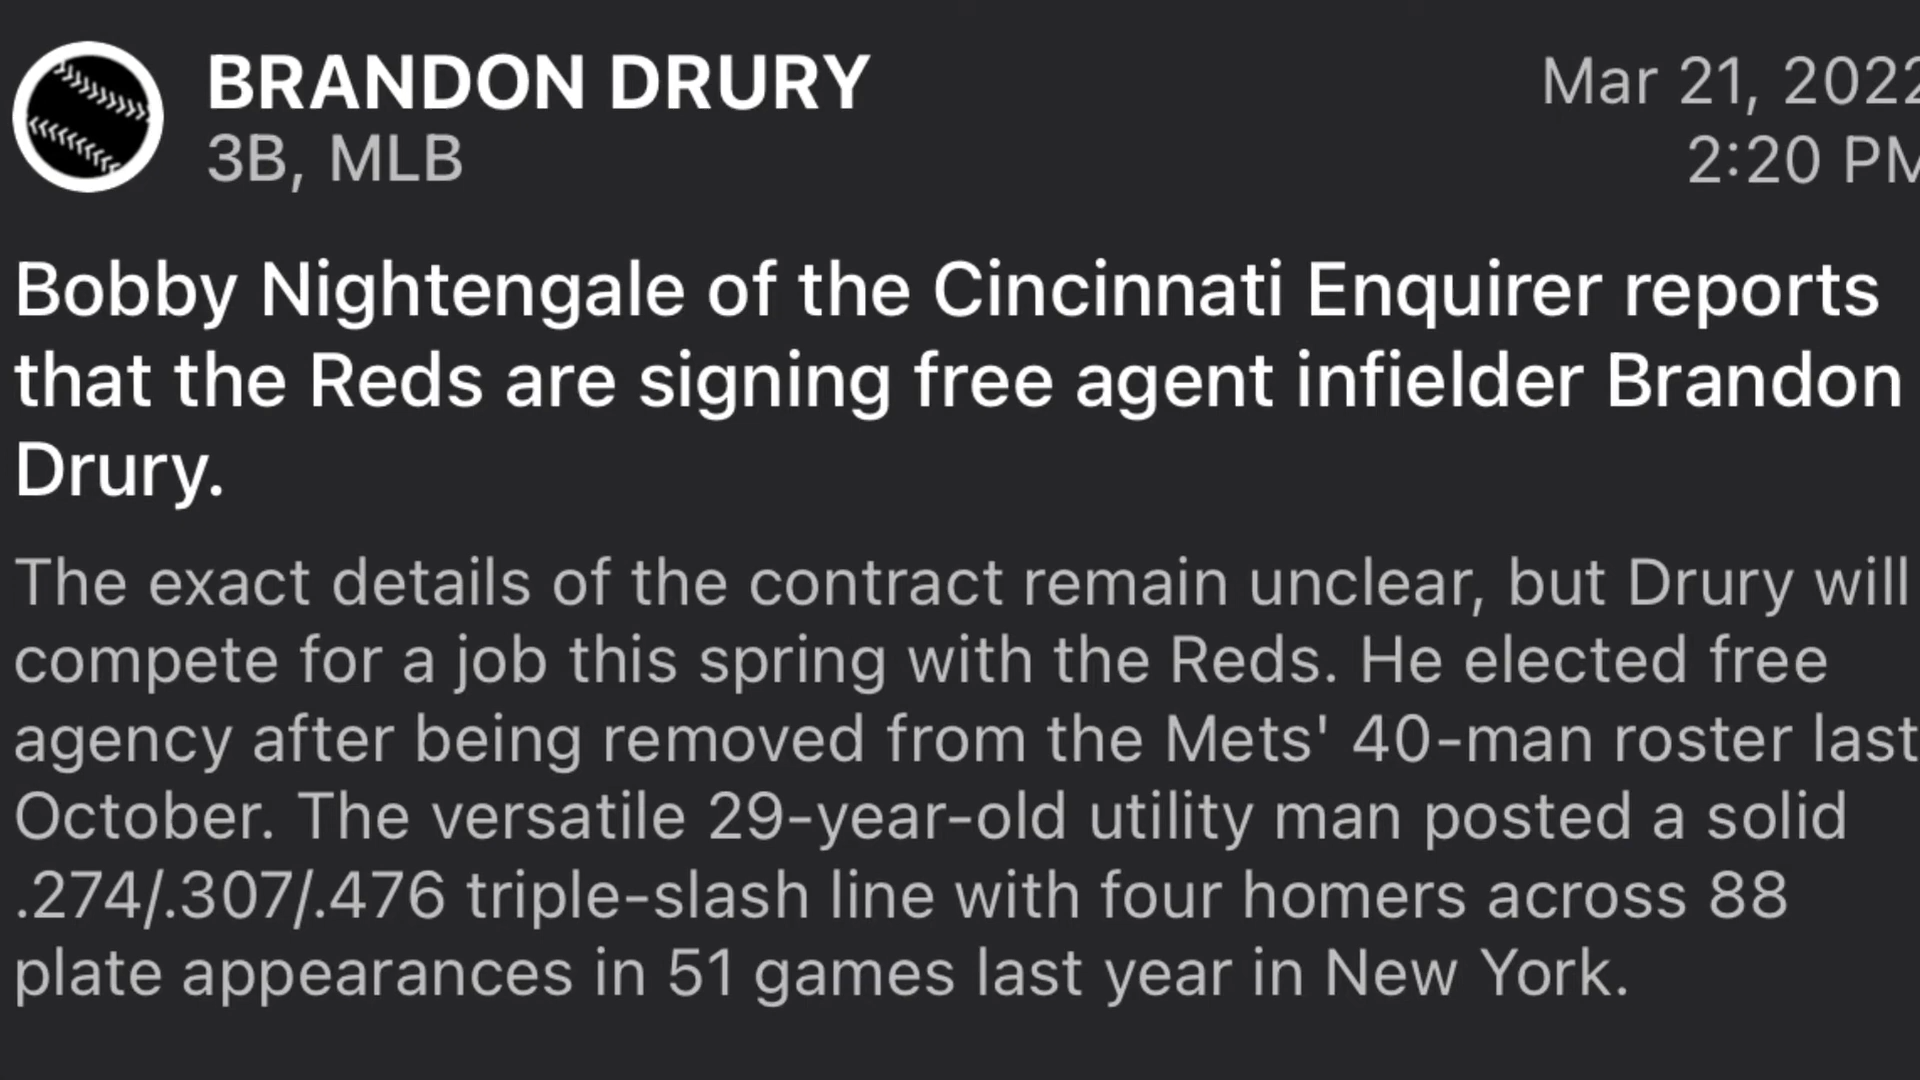 BRANDON DRURY
3B, MLB
Mar 21, 2022
2:20 PM
Bobby Nightengale of the Cincinnati Enquirer reports
that the Reds are signing free agent infielder Brandon
Drury.
The exact details of the contract remain unclear, but Drury will
compete for a job this spring with the Reds. He elected free
agency after being removed from the Mets' 40-man roster last
October. The versatile 29-year-old utility man posted a solid
.274/.307/.476 triple-slash line with four homers across 88
plate appearances in 51 games last year in New York.